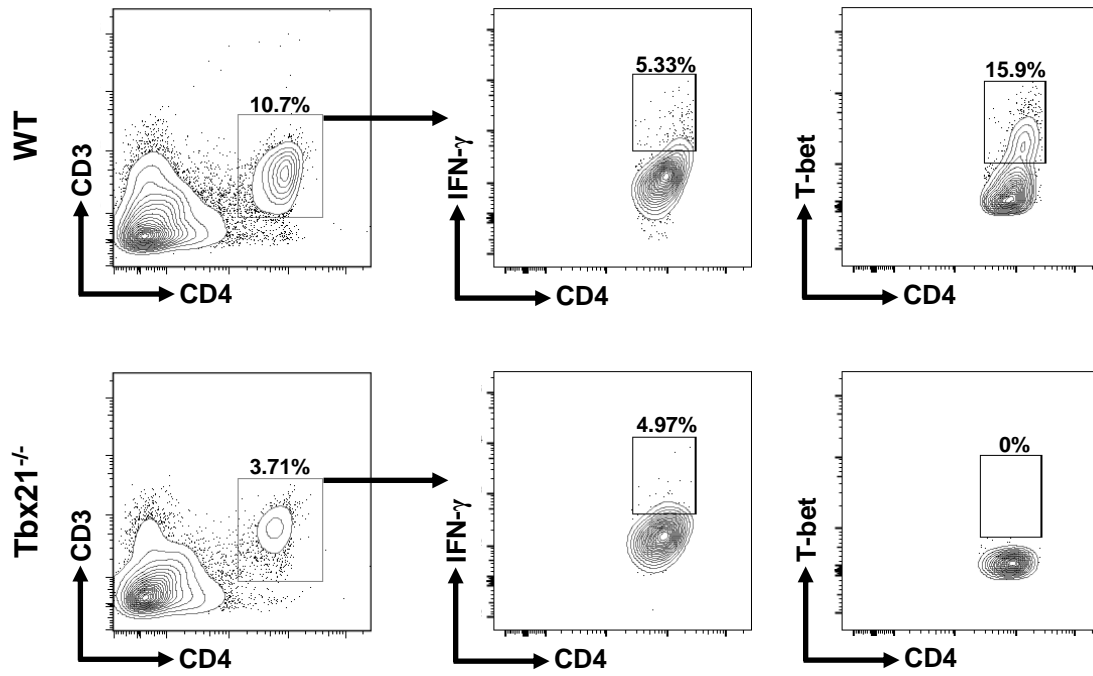 WT
10.7%
CD3
CD4
5.33%
IFN-γ
CD4
15.9%
T-bet
CD4
Tbx21-/-
3.71%
CD3
CD4
4.97%
IFN-γ
CD4
0%
T-bet
CD4